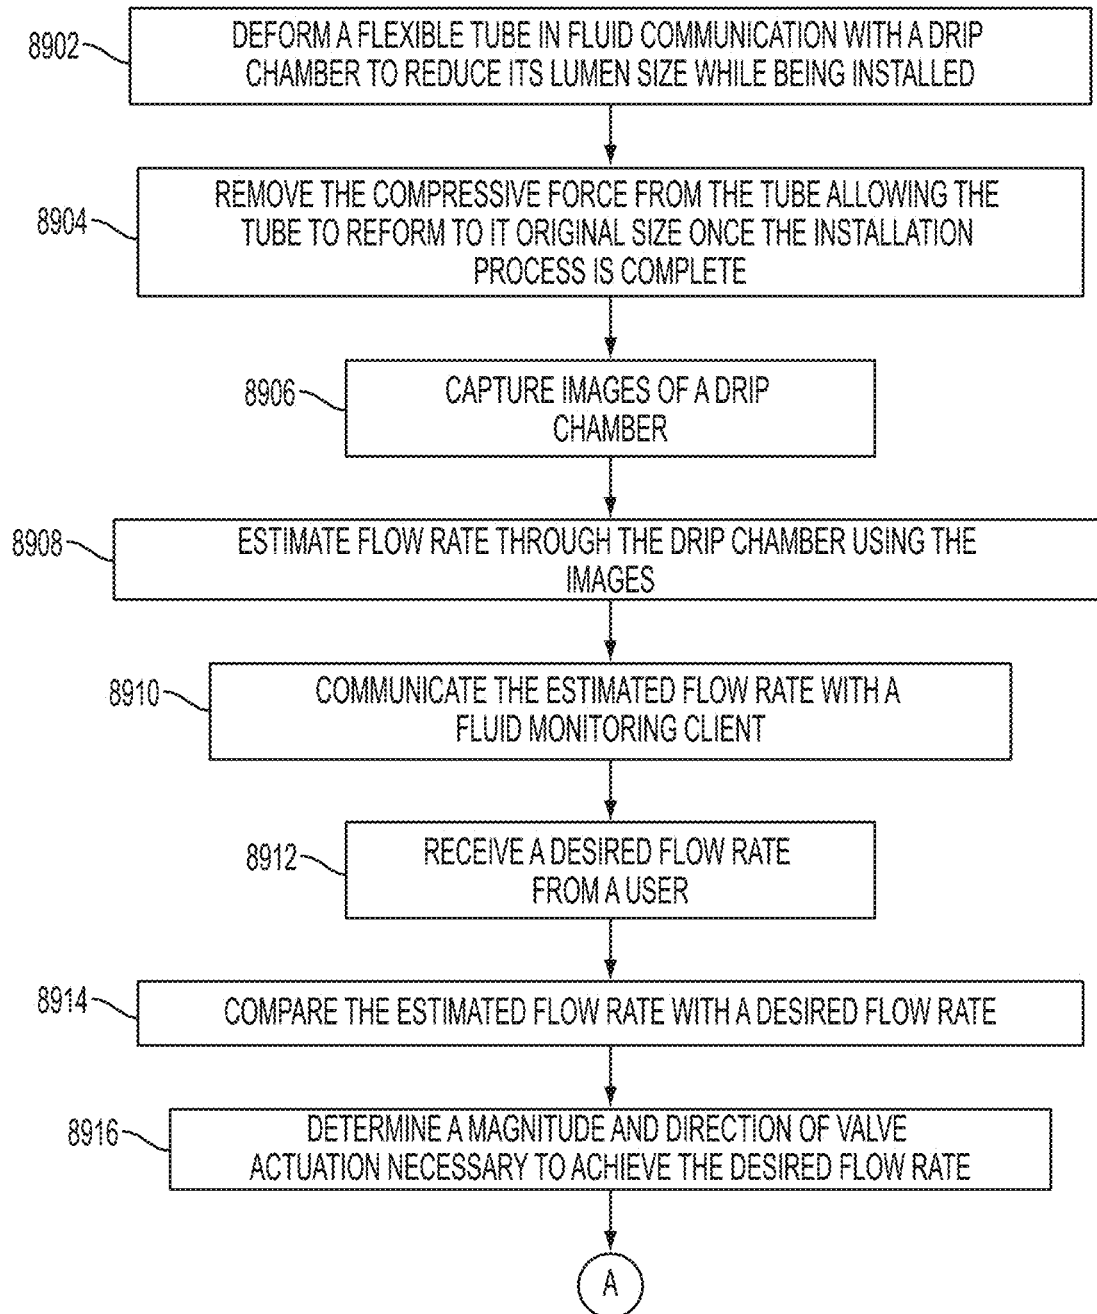 8902
DEFORM A FLEXIBLE TUBE IN FLUID COMMUNICATION WITH A DRIP
CHAMBER TO REDUCE ITS LUMEN SIZE WHILE BEING INSTALLED
8904
REMOVE THE COMPRESSIVE FORCE FROM THE TUBE ALLOWING THE
TUBE TO REFORM TO IT ORIGINAL SIZE ONCE THE INSTALLATION
PROCESS IS COMPLETE
8906
CAPTURE IMAGES OF A DRIP
CHAMBER
8908
ESTIMATE FLOW RATE THROUGH THE DRIP CHAMBER USING THE
IMAGES
8910
COMMUNICATE THE ESTIMATED FLOW RATE WITH A
FLUID MONITORING CLIENT
8912
RECEIVE A DESIRED FLOW RATE
FROM A USER
8914
COMPARE THE ESTIMATED FLOW RATE WITH A DESIRED FLOW RATE
8916
DETERMINE A MAGNITUDE AND DIRECTION OF VALVE
ACTUATION NECESSARY TO ACHIEVE THE DESIRED FLOW RATE
A